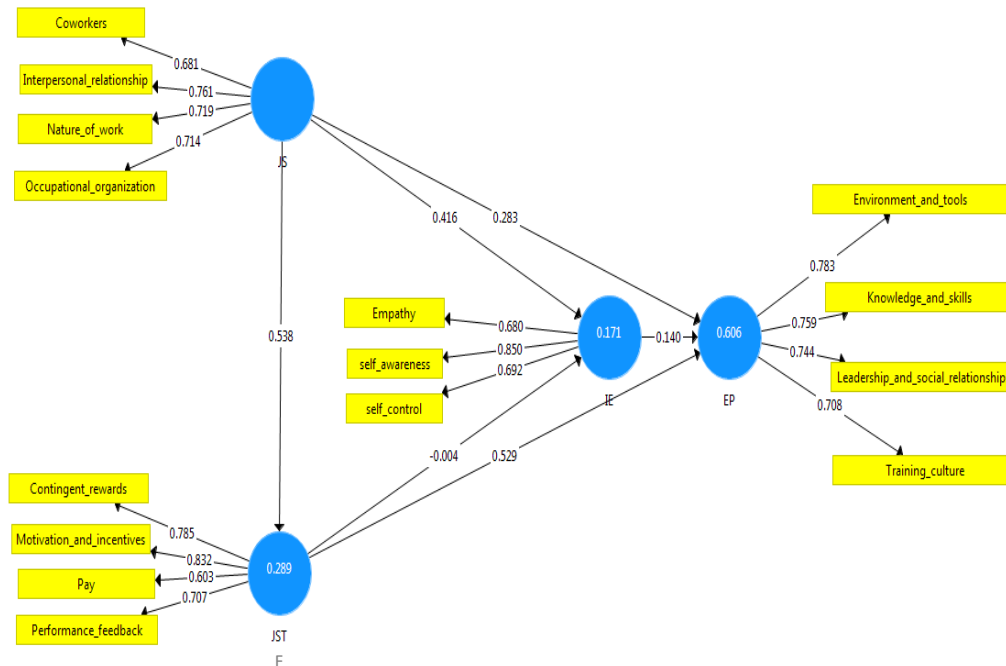 Coworkers
0.681
Interpersonal_relationship
0.761
Nature_of_work
0.719
0.714
Occupational_organization
JS
Environment_and_tools
0.416
0.283
0.783
Knowledge_and_skills
Empathy
0.680
0.171
0.140
0.606
0.759
0.538
self_awareness
0.850
0.744
Leadership_and_social_relationship
0.692
self_control
IE
EP
0.708
-0.004
0.529
Training_culture
Contingent_rewards
0.785
Motivation_and_incentives
0.832
0.289
Pay
0.603
0.707
Performance_feedback
JST
F